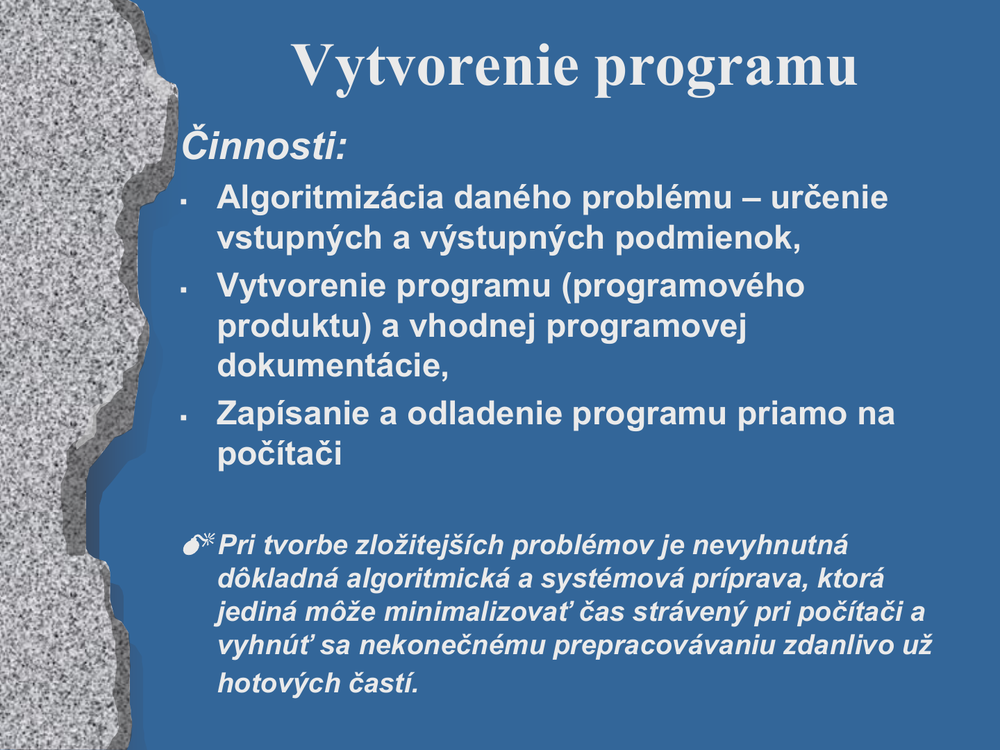 Vytvorenie programu
Činnosti:
▪ Algoritmizácia daného problému – určenie
vstupných a výstupných podmienok,
▪ Vytvorenie programu (programového
produktu) a vhodnej programovej
dokumentácie,
▪ Zapísanie a odladenie programu priamo na
počítači
💣 Pri tvorbe zložitejších problémov je nevyhnutná
dôkladná algoritmická a systémová príprava, ktorá
jediná môže minimalizovať čas strávený pri počítači a
vyhnúť sa nekonečnému prepracovávaniu zdanlivo už
hotových častí.